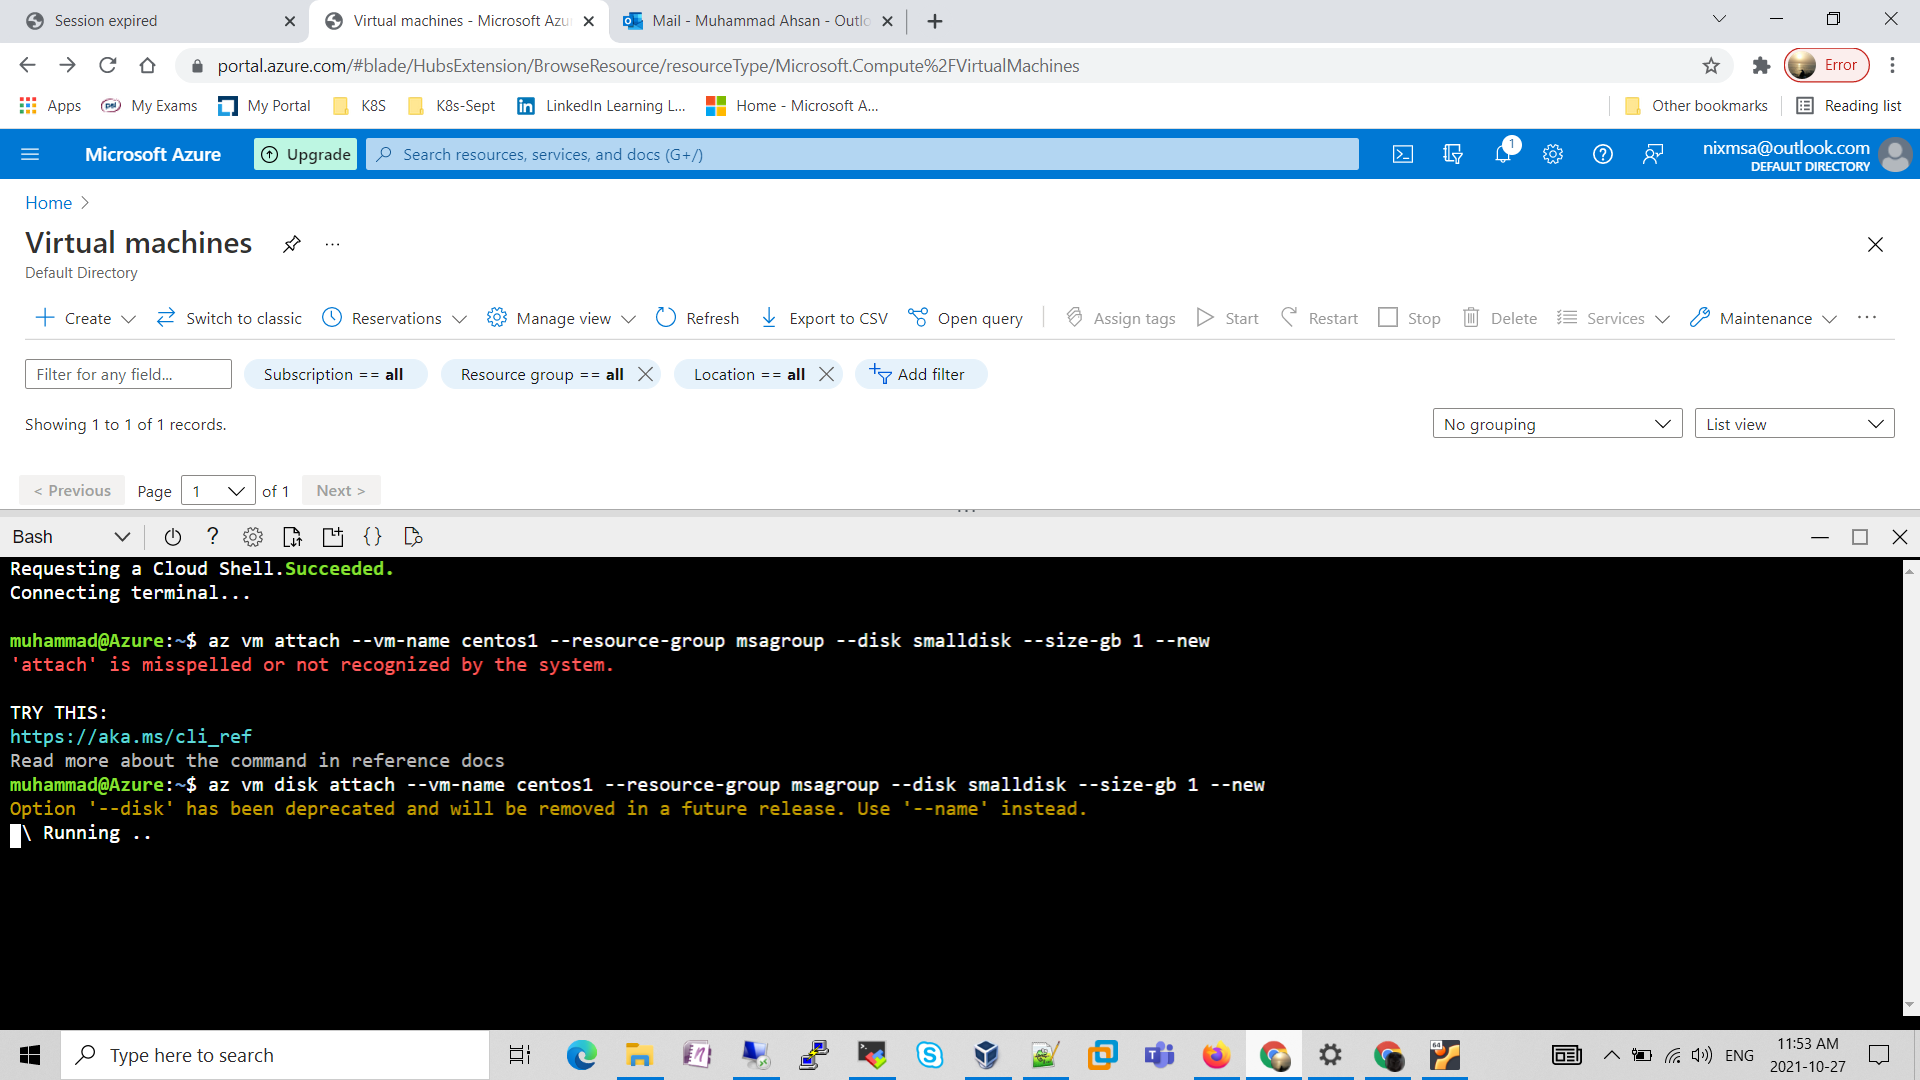 Session expired
Virtual machines - Microsoft Azu
Mail - Muhammad Ahsan - Outlo
portal.azure.com/#blade/HubsExtension/BrowseResource/resourceType/Microsoft.Compute%2FVirtualMachines
Error
Apps
My Exams
My Portal
K8S
K8s-Sept
LinkedIn Learning L...
Home - Microsoft A...
Other bookmarks
Reading list
Microsoft Azure
Upgrade
Search resources, services, and docs (G+/)
1
nixmsa@outlook.com
DEFAULT DIRECTORY
Home >
Virtual machines
Default Directory
Create
Switch to classic
Reservations
Manage view
Refresh
Export to CSV
Open query
Assign tags
Start
Restart
Stop
Delete
Services
Maintenance
Filter for any field...
Subscription == all
Resource group == all
Location == all
Add filter
Showing 1 to 1 of 1 records.
No grouping
List view
< Previous
Page
1
of 1
Next >
Bash
Requesting a Cloud Shell.Succeeded.
Connecting terminal...
muhammad@Azure:~$ az vm attach --vm-name centos1 --resource-group msagroup --disk smalldisk --size-gb 1 --new
'attach' is misspelled or not recognized by the system.
TRY THIS:
https://aka.ms/cli_ref
Read more about the command in reference docs
muhammad@Azure:~$ az vm disk attach --vm-name centos1 --resource-group msagroup --disk smalldisk --size-gb 1 --new
Option '--disk' has been deprecated and will be removed in a future release. Use '--name' instead.
\ Running ..
Type here to search
ENG
11:53 AM
2021-10-27